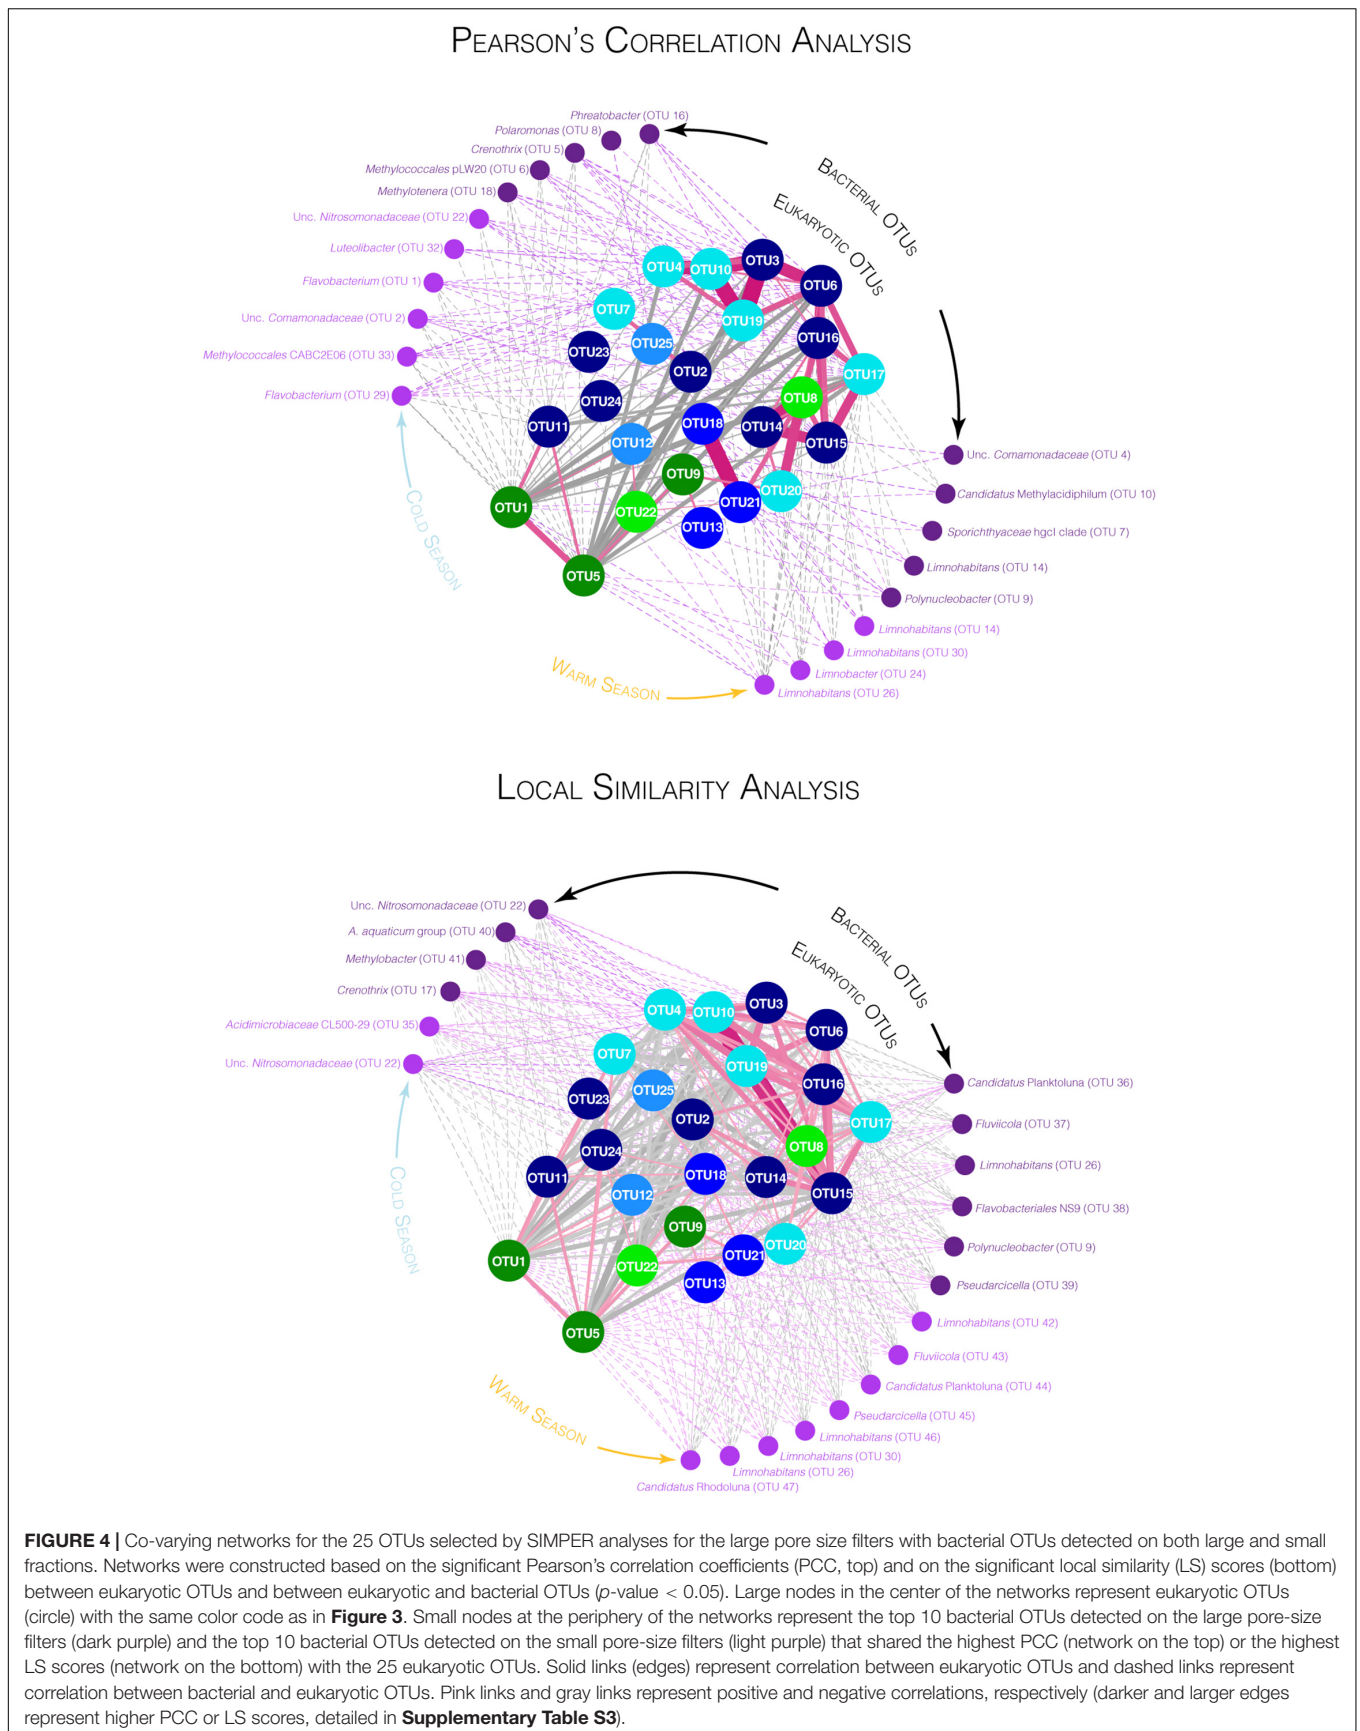 PEARSON'S CORRELATION ANALYSIS
Phreatobacter (OTU 16)
Polaromonas (OTU 8)
Crenothrix (OTU 5)
Methylococcales pLW20 (OTU 6)
Methylotenera (OTU 18)
Unc. Nitrosomonadaceae (OTU 22)
Luteolibacter (OTU 32)
Flavobacterium (OTU 1)
Unc. Comamonadaceae (OTU 2)
Methylococcales CABC2E06 (OTU 33)
Flavobacterium (OTU 29)
BACTERIAL OTUS
EUKARYOTIC OTUS
OTU3
OTU4
OTU10
OTU6
OTU7
OTU19
OTU16
OTU25
OTU23
OTU2
OTU17
OTU8
OTU24
OTU18
OTU11
OTU14
OTU12
OTU15
OTU9
OTU20
OTU21
OTU1
OTU22
OTU13
OTU5
COLD SEASON
WARM SEASON
Unc. Comamonadaceae (OTU 4)
Candidatus Methylacidiphilum (OTU 10)
Sporichthyaceae hgcI clade (OTU 7)
Limnohabitans (OTU 14)
Polynucleobacter (OTU 9)
Limnohabitans (OTU 14)
Limnohabitans (OTU 30)
Limnobacter (OTU 24)
Limnohabitans (OTU 26)
LOCAL SIMILARITY ANALYSIS
Unc. Nitrosomonadaceae (OTU 22)
A. aquaticum group (OTU 40)
Methylobacter (OTU 41)
Crenothrix (OTU 17)
Acidimicrobiaceae CL500-29 (OTU 35)
Unc. Nitrosomonadaceae (OTU 22)
BACTERIAL OTUS
EUKARYOTIC OTUS
OTU3
OTU4
OTU10
OTU6
OTU7
OTU19
OTU16
OTU25
OTU23
OTU2
OTU17
OTU8
OTU24
OTU18
OTU11
OTU14
OTU12
OTU15
OTU9
OTU20
OTU21
OTU1
OTU22
OTU13
OTU5
COLD SEASON
WARM SEASON
Candidatus Planktoluna (OTU 36)
Fluviicola (OTU 37)
Limnohabitans (OTU 26)
Flavobacteriales NS9 (OTU 38)
Polynucleobacter (OTU 9)
Pseudarcicella (OTU 39)
Limnohabitans (OTU 42)
Fluviicola (OTU 43)
Candidatus Planktoluna (OTU 44)
Pseudarcicella (OTU 45)
Limnohabitans (OTU 46)
Limnohabitans (OTU 30)
Limnohabitans (OTU 26)
Candidatus Rhodoluna (OTU 47)
FIGURE 4 | Co-varying networks for the 25 OTUs selected by SIMPER analyses for the large pore size filters with bacterial OTUs detected on both large and small
fractions. Networks were constructed based on the significant Pearson's correlation coefficients (PCC, top) and on the significant local similarity (LS) scores (bottom)
between eukaryotic OTUs and between eukaryotic and bacterial OTUs (p-value < 0.05). Large nodes in the center of the networks represent eukaryotic OTUs
(circle) with the same color code as in Figure 3. Small nodes at the periphery of the networks represent the top 10 bacterial OTUs detected on the large pore-size
filters (dark purple) and the top 10 bacterial OTUs detected on the small pore-size filters (light purple) that shared the highest PCC (network on the top) or the highest
LS scores (network on the bottom) with the 25 eukaryotic OTUs. Solid links (edges) represent correlation between eukaryotic OTUs and dashed links represent
correlation between bacterial and eukaryotic OTUs. Pink links and gray links represent positive and negative correlations, respectively (darker and larger edges
represent higher PCC or LS scores, detailed in Supplementary Table S3).